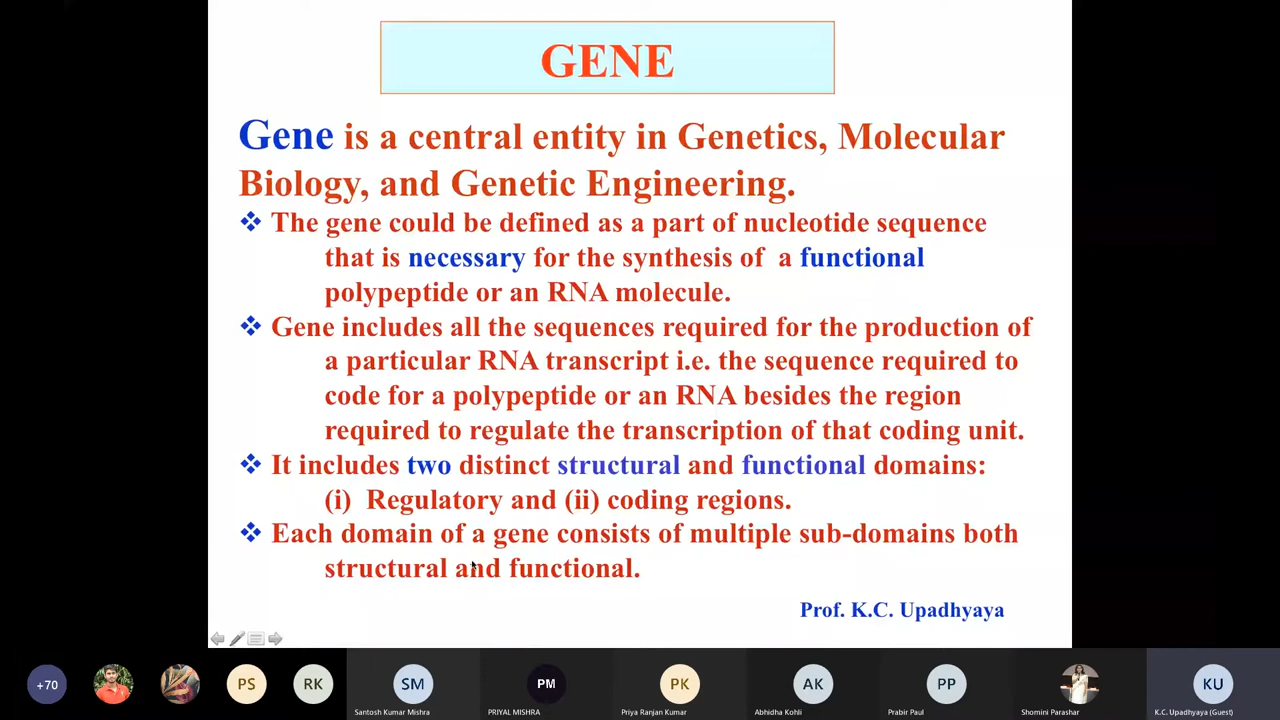 GENE
Gene is a central entity in Genetics, Molecular
Biology, and Genetic Engineering.
❖ The gene could be defined as a part of nucleotide sequence
that is necessary for the synthesis of a functional
polypeptide or an RNA molecule.
❖ Gene includes all the sequences required for the production of
a particular RNA transcript i.e. the sequence required to
code for a polypeptide or an RNA besides the region
required to regulate the transcription of that coding unit.
❖ It includes two distinct structural and functional domains:
(i) Regulatory and (ii) coding regions.
❖ Each domain of a gene consists of multiple sub-domains both
structural and functional.
Prof. K.C. Upadhyaya
+70
PS
RK
SM
PM
PK
AK
PP
KU
Santosh Kumar Mishra
PRIYAL MISHRA
Priya Ranjan Kumar
Abhidha Kohli
Prabir Paul
Shomini Parashar
K.C. Upadhyaya (Guest)